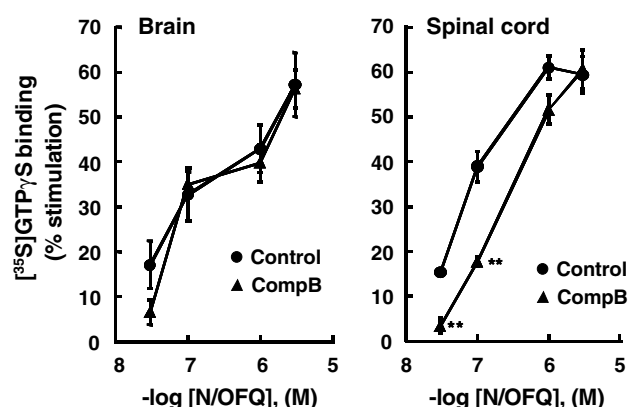 Brain
70
60
50
40
30
20
10
0
[³⁵S]GTPγS binding
(% stimulation)
Control
CompB
8 7 6 5
-log [N/OFQ], (M)
Spinal cord
70
60
50
40
30
20
10
0
**
**
Control
CompB
8 7 6 5
-log [N/OFQ], (M)